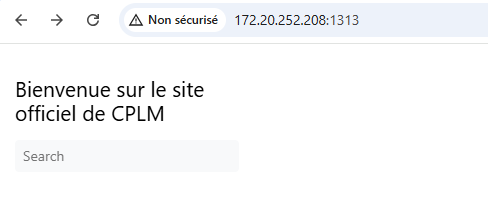 Non sécurisé 172.20.252.208:1313
Bienvenue sur le site
officiel de CPLM
Search